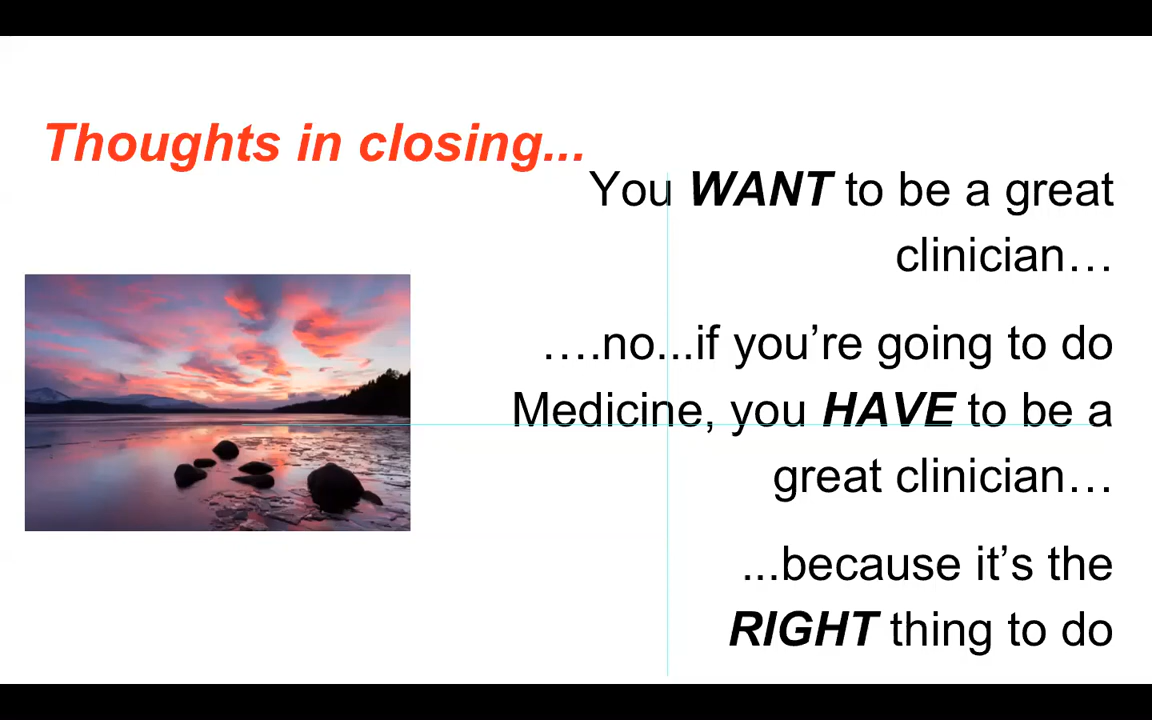 Thoughts in closing...
You WANT to be a great
clinician…
….no...if you’re going to do
Medicine, you HAVE to be a
great clinician…
...because it’s the
RIGHT thing to do